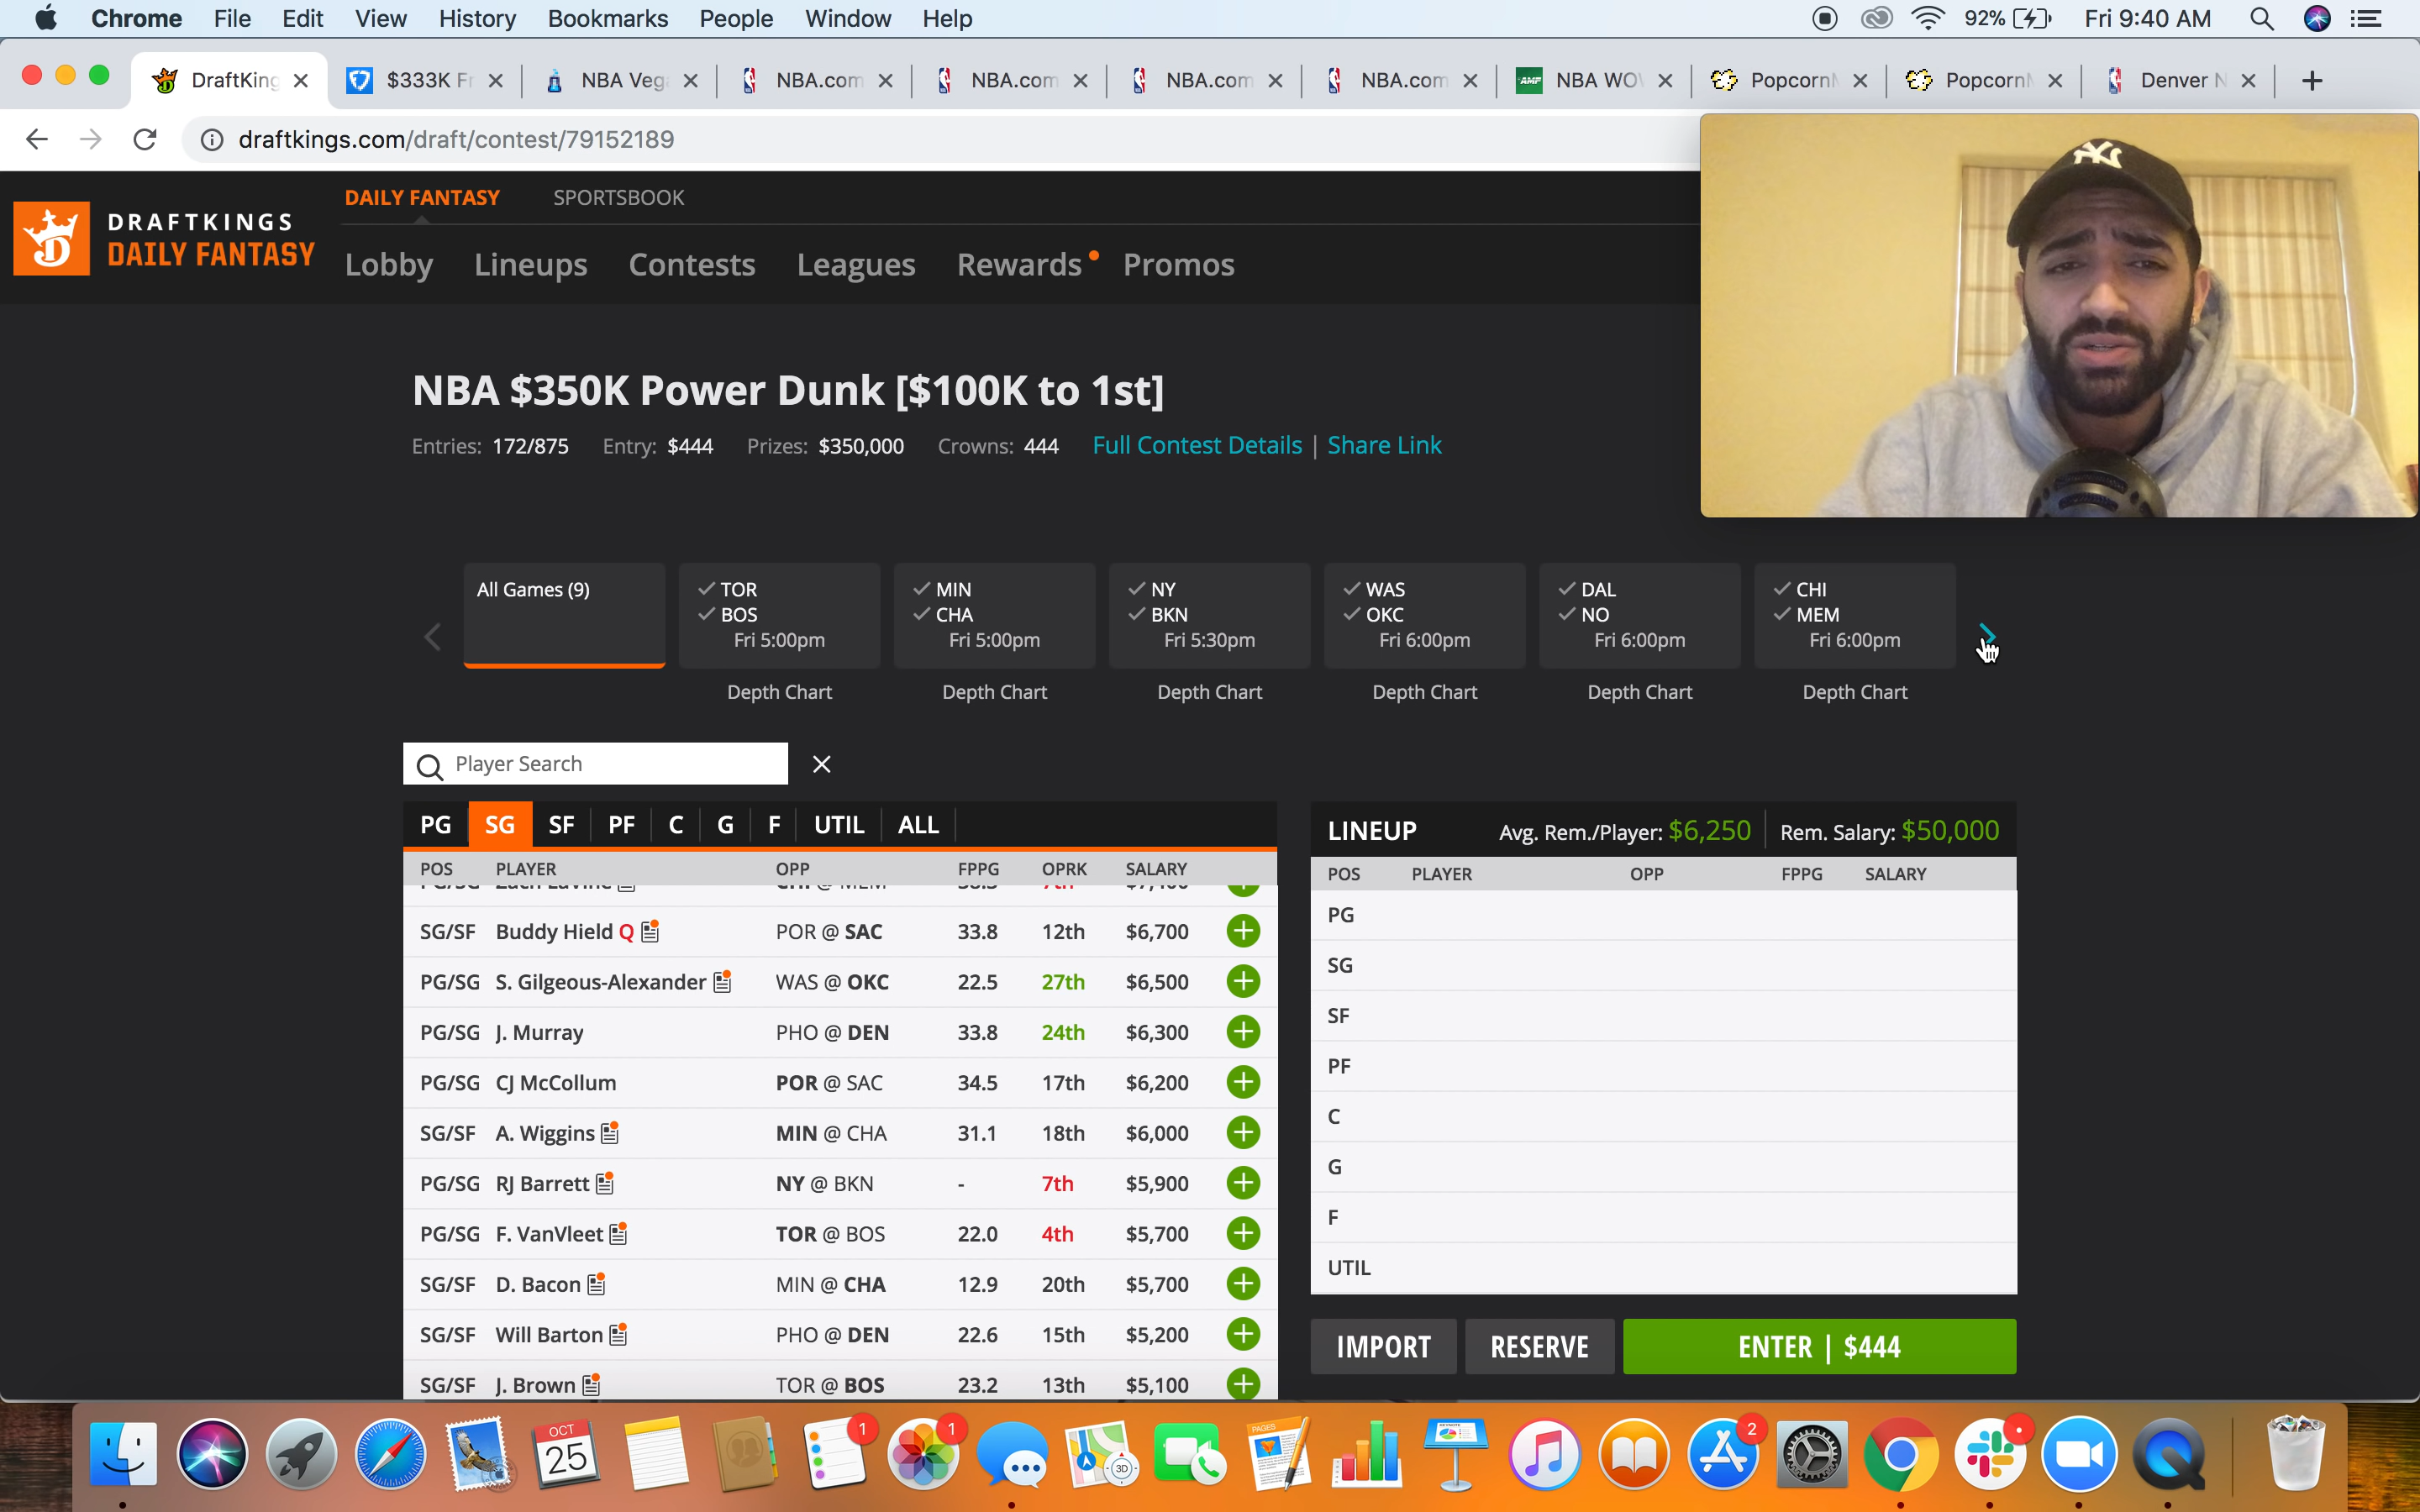 Chrome File Edit View History Bookmarks People Window Help 92% Fri 9:40 AM
DraftKing $333K Fr NBA Veg NBA.com NBA.com NBA.com NBA.com NBA WO Popcorn Popcorn Denver N
draftkings.com/draft/contest/79152189
DAILY FANTASY SPORTSBOOK
DRAFTKINGS
DAILY FANTASY
Lobby Lineups Contests Leagues Rewards Promos
NBA $350K Power Dunk [$100K to 1st]
Entries: 172/875 Entry: $444 Prizes: $350,000 Crowns: 444 Full Contest Details | Share Link
All Games (9)
TOR
BOS
Fri 5:00pm
Depth Chart
MIN
CHA
Fri 5:00pm
Depth Chart
NY
BKN
Fri 5:30pm
Depth Chart
WAS
OKC
Fri 6:00pm
Depth Chart
DAL
NO
Fri 6:00pm
Depth Chart
CHI
MEM
Fri 6:00pm
Depth Chart
Player Search
PG SG SF PF C G F UTIL ALL
POS PLAYER OPP FPPG OPRK SALARY
SG/SF Buddy Hield Q POR @ SAC 33.8 12th $6,700
PG/SG S. Gilgeous-Alexander WAS @ OKC 22.5 27th $6,500
PG/SG J. Murray PHO @ DEN 33.8 24th $6,300
PG/SG CJ McCollum POR @ SAC 34.5 17th $6,200
SG/SF A. Wiggins MIN @ CHA 31.1 18th $6,000
PG/SG RJ Barrett NY @ BKN - 7th $5,900
PG/SG F. VanVleet TOR @ BOS 22.0 4th $5,700
SG/SF D. Bacon MIN @ CHA 12.9 20th $5,700
SG/SF Will Barton PHO @ DEN 22.6 15th $5,200
SG/SF J. Brown TOR @ BOS 23.2 13th $5,100
LINEUP Avg. Rem./Player: $6,250 Rem. Salary: $50,000
POS PLAYER OPP FPPG SALARY
PG
SG
SF
PF
C
G
F
UTIL
IMPORT RESERVE ENTER | $444
OCT
25
1
1
3D
PAGES
2